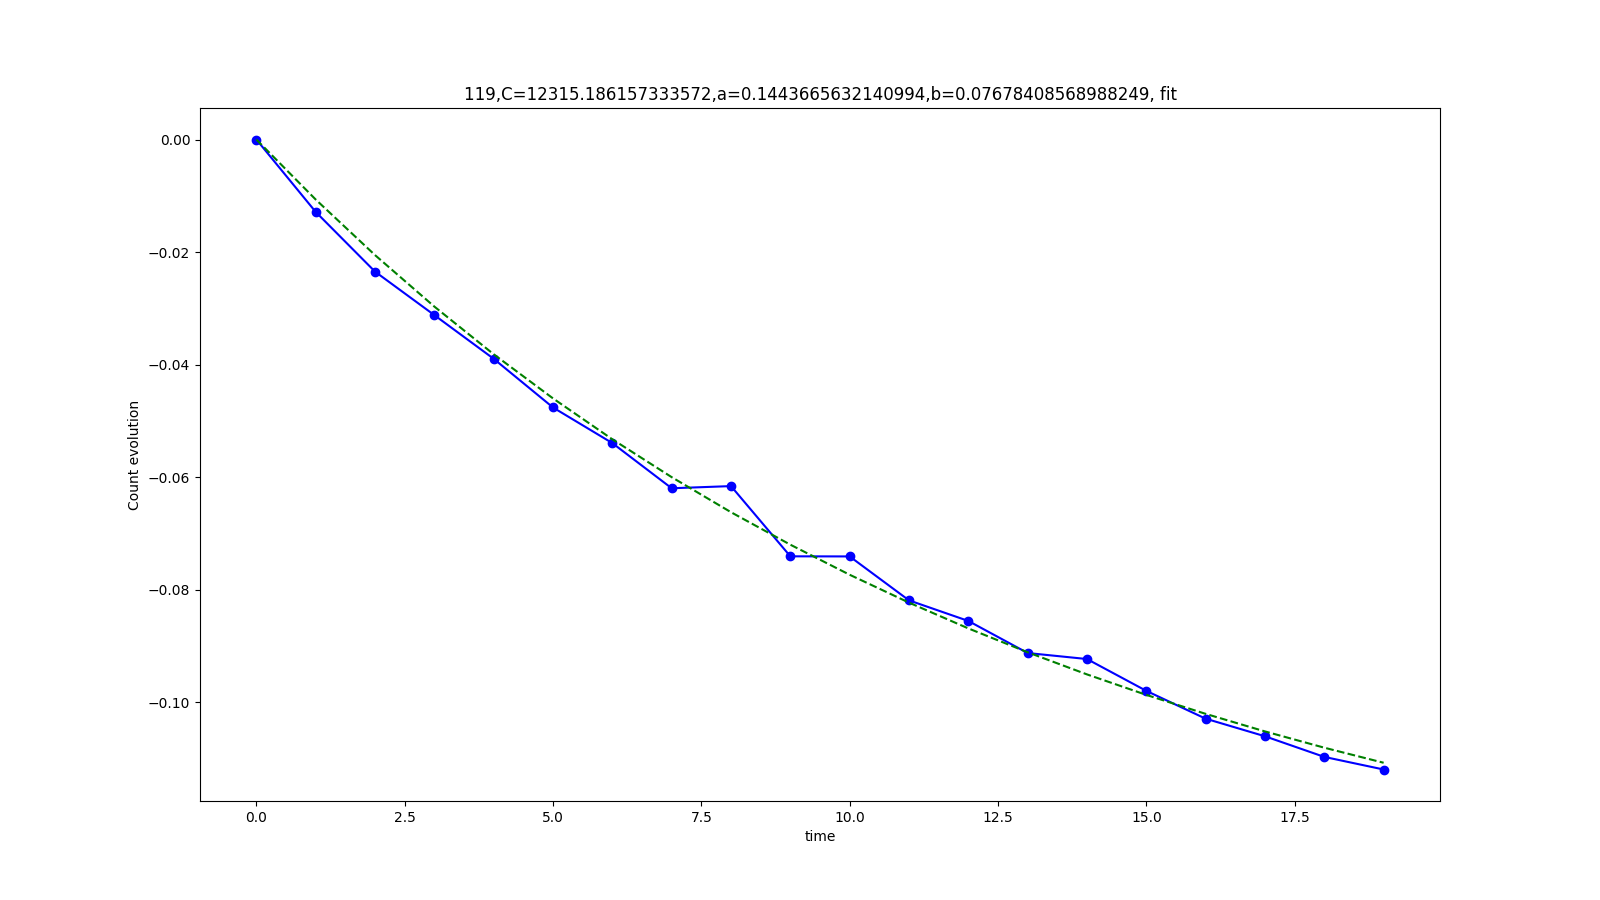 119,C=12315.186157333572,a=0.1443665632140994,b=0.07678408568988249, fit
0.00
−0.02
−0.04
−0.06
−0.08
−0.10
Count evolution
0.0 2.5 5.0 7.5 10.0 12.5 15.0 17.5
time